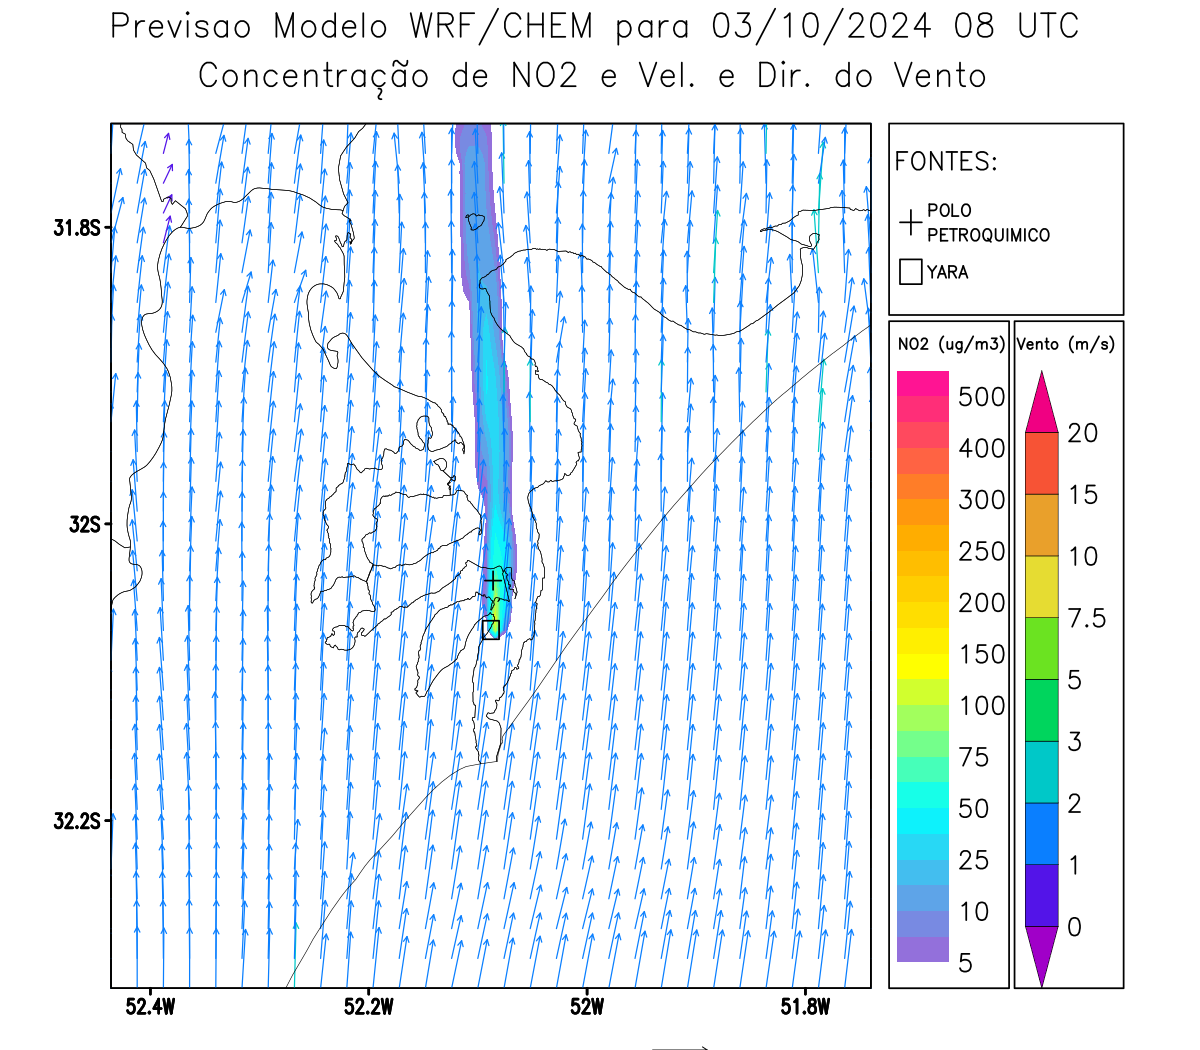 Previsao Modelo WRF/CHEM para 03/10/2024 08 UTC
Concentração de NO2 e Vel. e Dir. do Vento
FONTES:
POLO
PETROQUIMICO
YARA
NO2 (ug/m3)
500
400
300
250
200
150
100
75
50
25
10
5
Vento (m/s)
20
15
10
7.5
5
3
2
1
0
31.8S
32S
32.2S
52.4W
52.2W
52W
51.8W